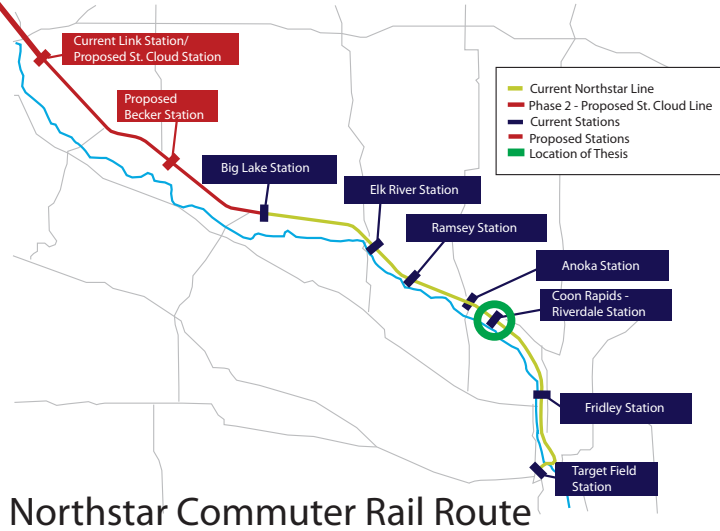 Current Link Station/
Proposed St. Cloud Station
Proposed
Becker Station
Big Lake Station
Elk River Station
Ramsey Station
Anoka Station
Coon Rapids -
Riverdale Station
Fridley Station
Target Field
Station
Current Northstar Line
Phase 2 - Proposed St. Cloud Line
Current Stations
Proposed Stations
Location of Thesis
Northstar Commuter Rail Route